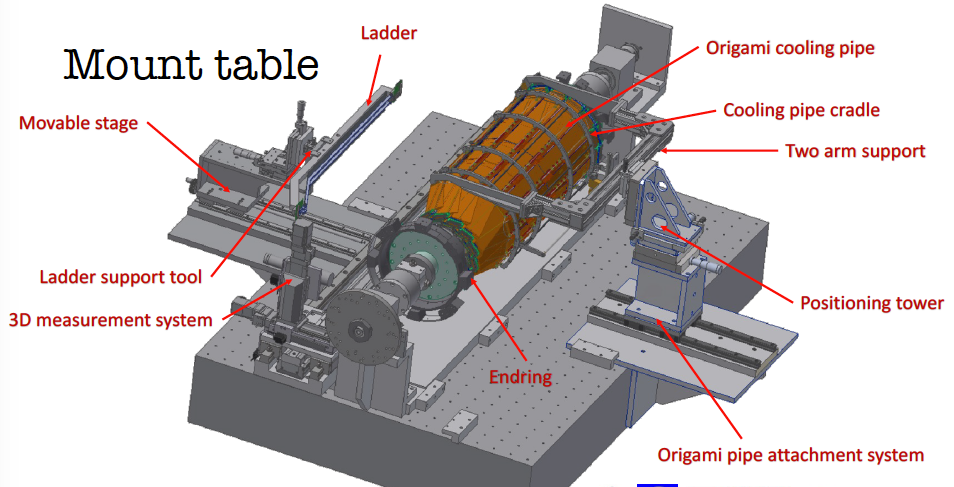 Mount table
Ladder
Origami cooling pipe
Cooling pipe cradle
Movable stage
Two arm support
Ladder support tool
3D measurement system
Positioning tower
Endring
Origami pipe attachment system